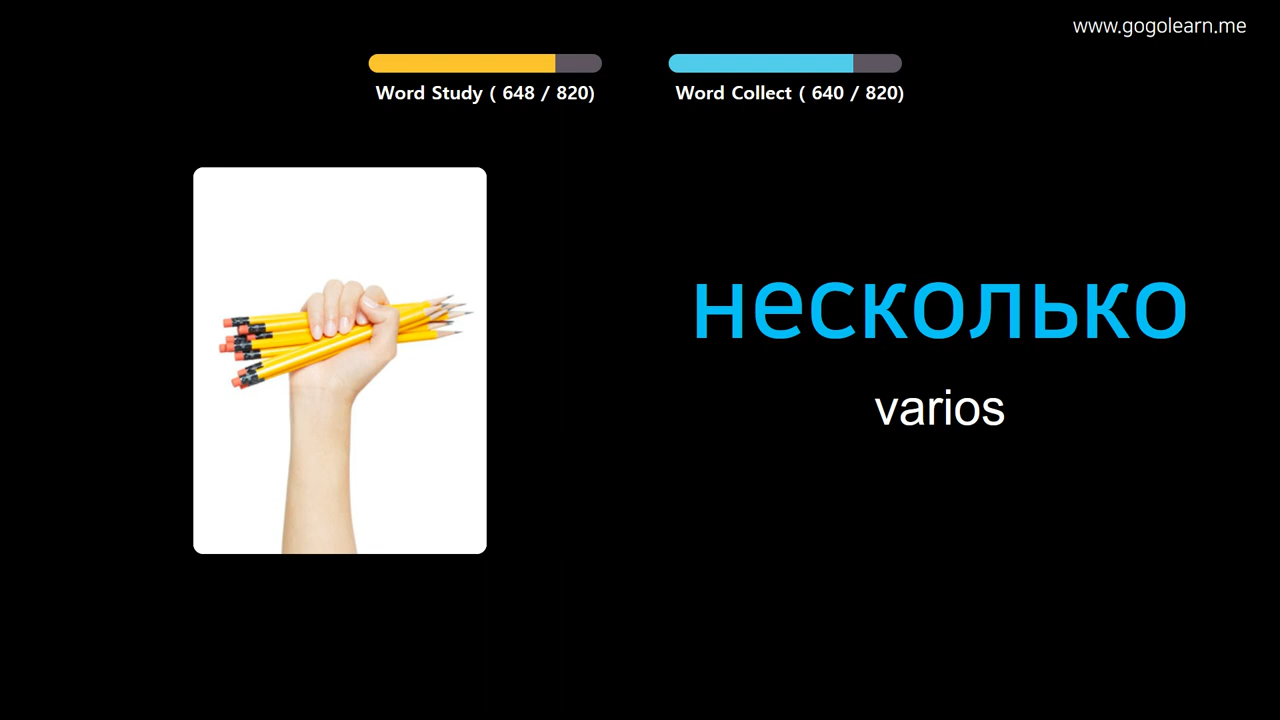 www.gogolearn.me
Word Study ( 648 / 820)
Word Collect ( 640 / 820)
несколько
varios